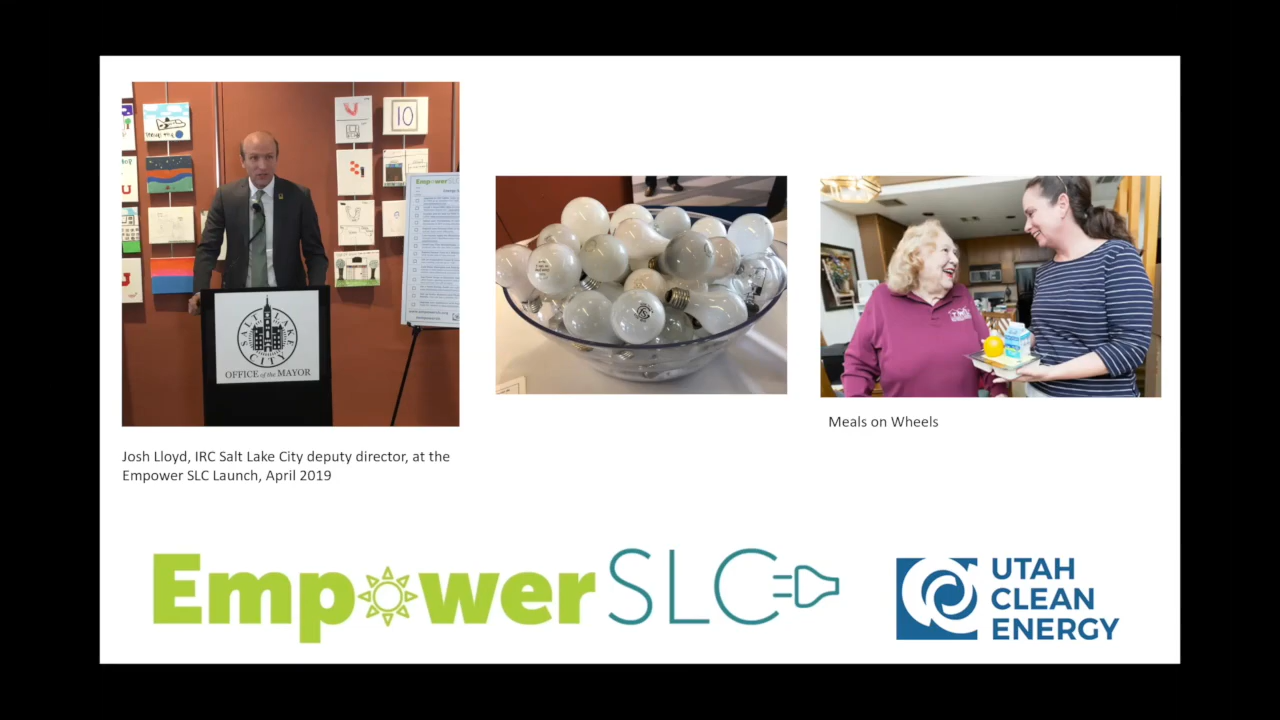 10
EmpowerSLC
SALT LAKE CITY
OFFICE of the MAYOR
Josh Lloyd, IRC Salt Lake City deputy director, at the
Empower SLC Launch, April 2019
Meals on Wheels
Empower SLC
UTAH
CLEAN
ENERGY